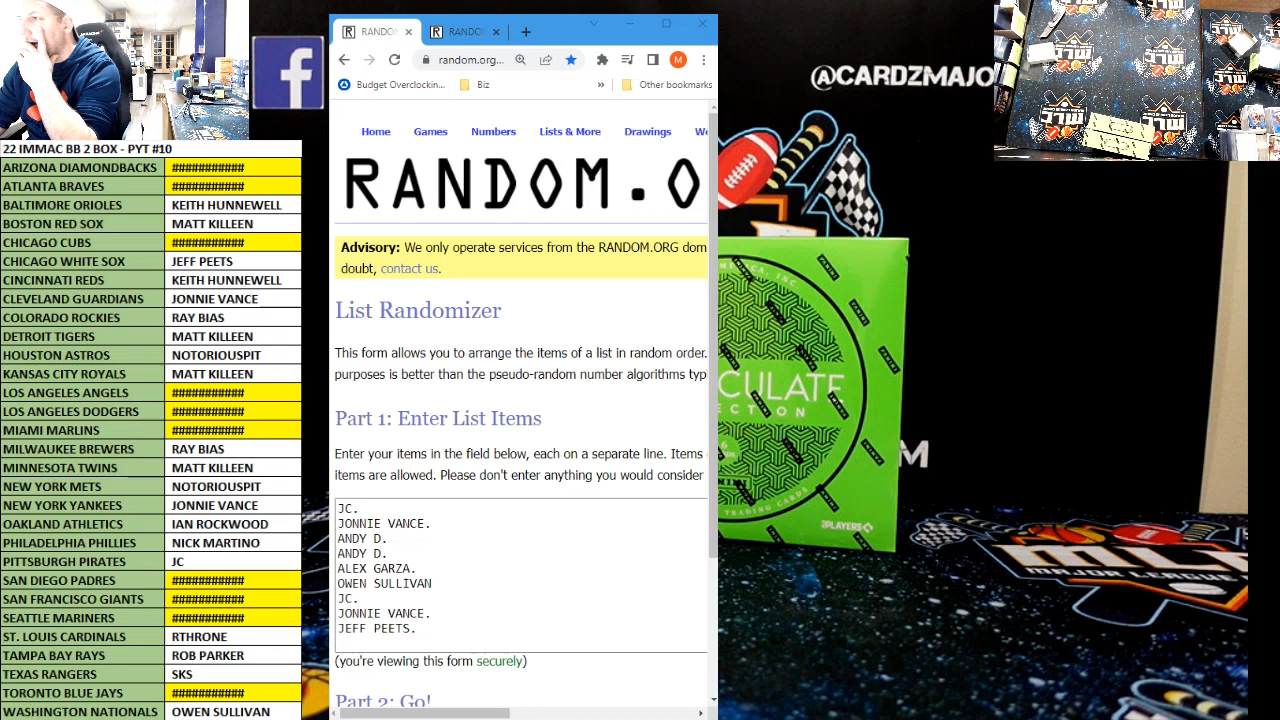 22 IMMAC BB 2 BOX - PYT #10
ARIZONA DIAMONDBACKS ###########
ATLANTA BRAVES ###########
BALTIMORE ORIOLES KEITH HUNNEWELL
BOSTON RED SOX MATT KILLEEN
CHICAGO CUBS ###########
CHICAGO WHITE SOX JEFF PEETS
CINCINNATI REDS KEITH HUNNEWELL
CLEVELAND GUARDIANS JONNIE VANCE
COLORADO ROCKIES RAY BIAS
DETROIT TIGERS MATT KILLEEN
HOUSTON ASTROS NOTORIOUSPIT
KANSAS CITY ROYALS MATT KILLEEN
LOS ANGELES ANGELS ###########
LOS ANGELES DODGERS ###########
MIAMI MARLINS ###########
MILWAUKEE BREWERS RAY BIAS
MINNESOTA TWINS MATT KILLEEN
NEW YORK METS NOTORIOUSPIT
NEW YORK YANKEES JONNIE VANCE
OAKLAND ATHLETICS IAN ROCKWOOD
PHILADELPHIA PHILLIES NICK MARTINO
PITTSBURGH PIRATES JC
SAN DIEGO PADRES ###########
SAN FRANCISCO GIANTS ###########
SEATTLE MARINERS ###########
ST. LOUIS CARDINALS RTHRONE
TAMPA BAY RAYS ROB PARKER
TEXAS RANGERS SKS
TORONTO BLUE JAYS ###########
WASHINGTON NATIONALS OWEN SULLIVAN
R RANDOM R RANDOM
random.org... M
Budget Overclockin... Biz » Other bookmarks
Home Games Numbers Lists & More Drawings We
RANDOM.O
Advisory: We only operate services from the RANDOM.ORG dom
doubt, contact us.
List Randomizer
This form allows you to arrange the items of a list in random order.
purposes is better than the pseudo-random number algorithms typ
Part 1: Enter List Items
Enter your items in the field below, each on a separate line. Items
items are allowed. Please don't enter anything you would consider
JC.
JONNIE VANCE.
ANDY D.
ANDY D.
ALEX GARZA.
OWEN SULLIVAN
JC.
JONNIE VANCE.
JEFF PEETS.
(you're viewing this form securely)
Part 2: Go!
@CARDZMAJO
CULATE
ECTION
TRADING CARDS
PLAYERS
M